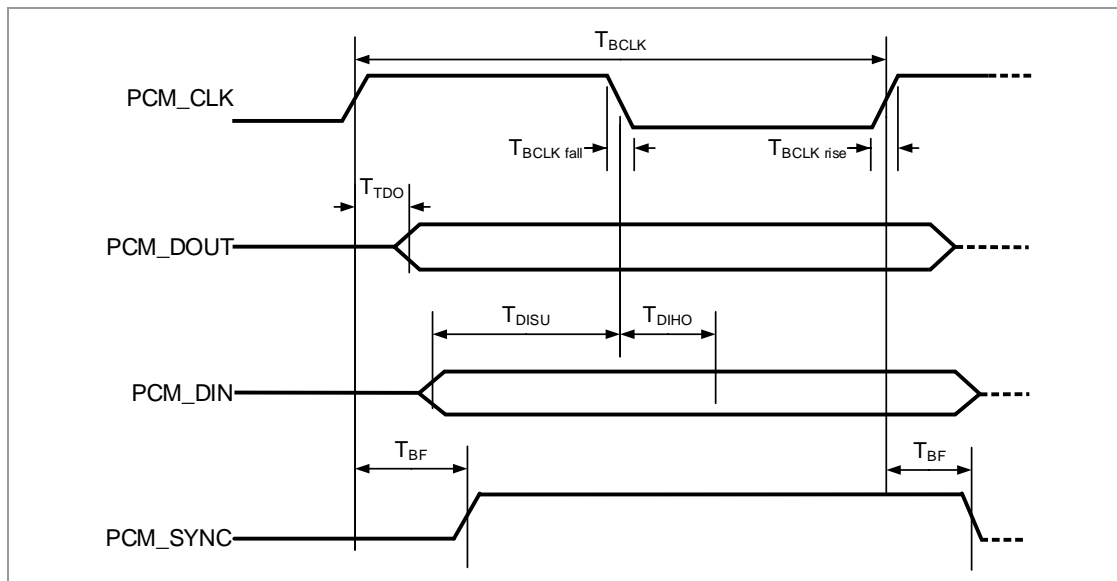 T_BCLK
PCM_CLK
T_BCLK fall
T_BCLK rise
T_TDO
PCM_DOUT
T_DISU
T_DIHO
PCM_DIN
T_BF
T_BF
PCM_SYNC